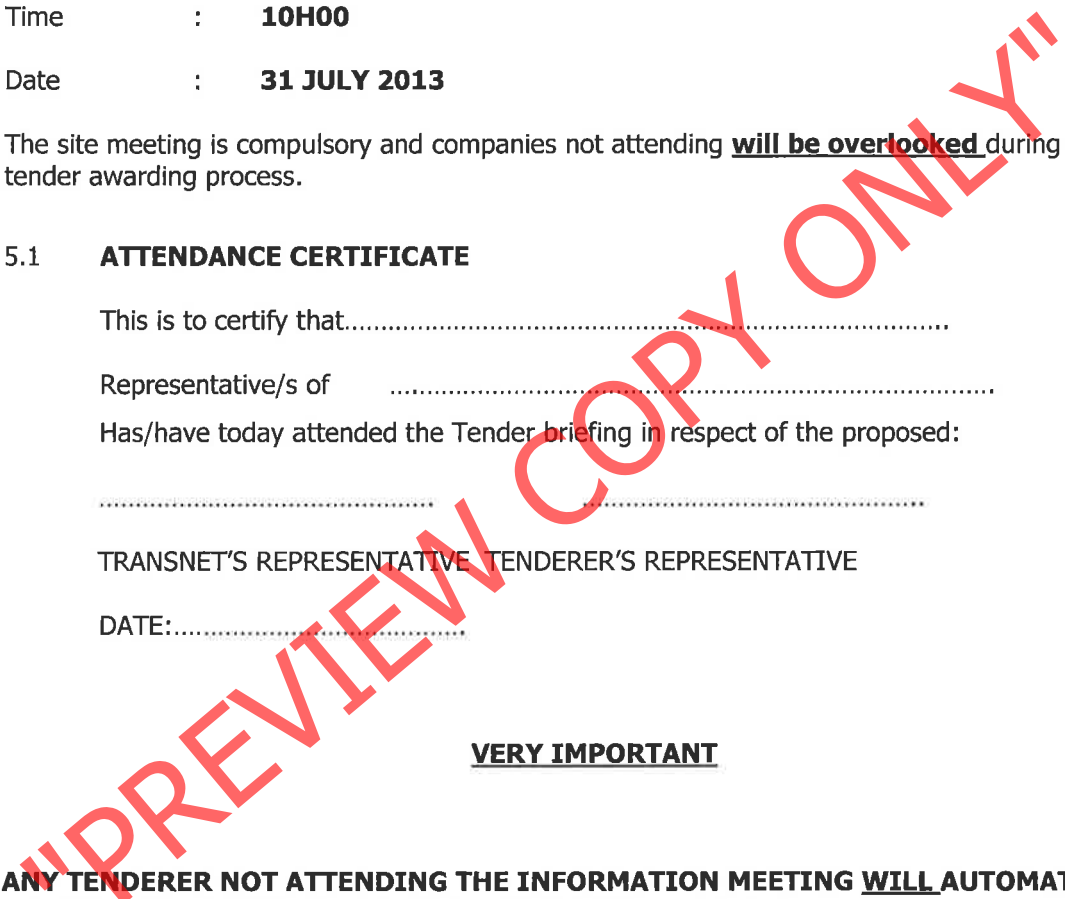 Time : 10H00
Date : 31 JULY 2013
The site meeting is compulsory and companies not attending will be overlooked during
tender awarding process.
5.1 ATTENDANCE CERTIFICATE
This is to certify that....................................................................................
Representative/s of ....................................................................................
Has/have today attended the Tender briefing in respect of the proposed:
............................................... ................................................
TRANSNET'S REPRESENTATIVE TENDERER'S REPRESENTATIVE
DATE:........................................
VERY IMPORTANT
ANY TENDERER NOT ATTENDING THE INFORMATION MEETING WILL AUTOMAT
"PREVIEW COPY ONLY"